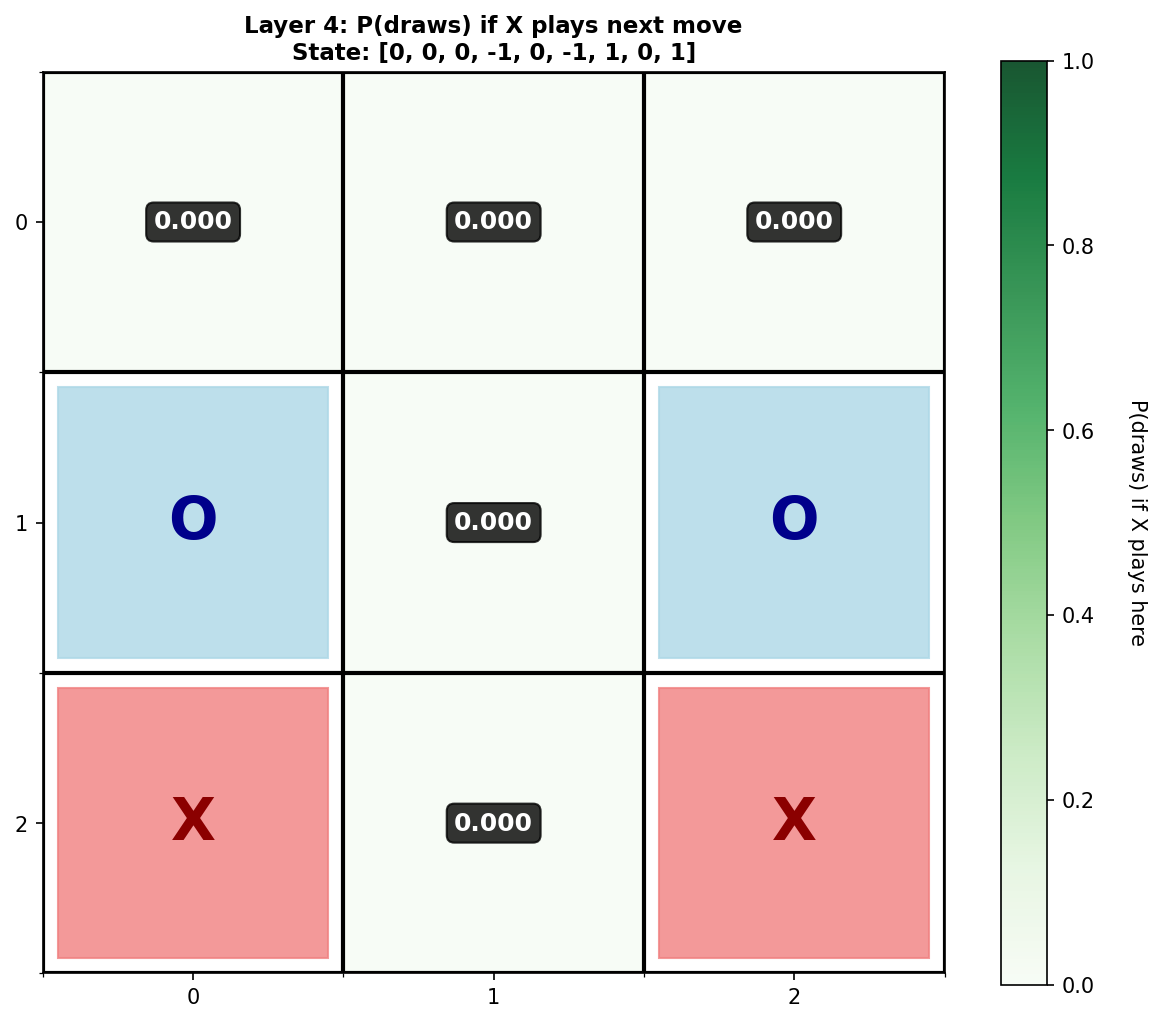 Layer 4: P(draws) if X plays next move
State: [0, 0, 0, -1, 0, -1, 1, 0, 1]
0
0.000
0.000
0.000
1
O
0.000
O
2
X
0.000
X
0
1
2
1.0
0.8
0.6
0.4
0.2
0.0
P(draws) if X plays here